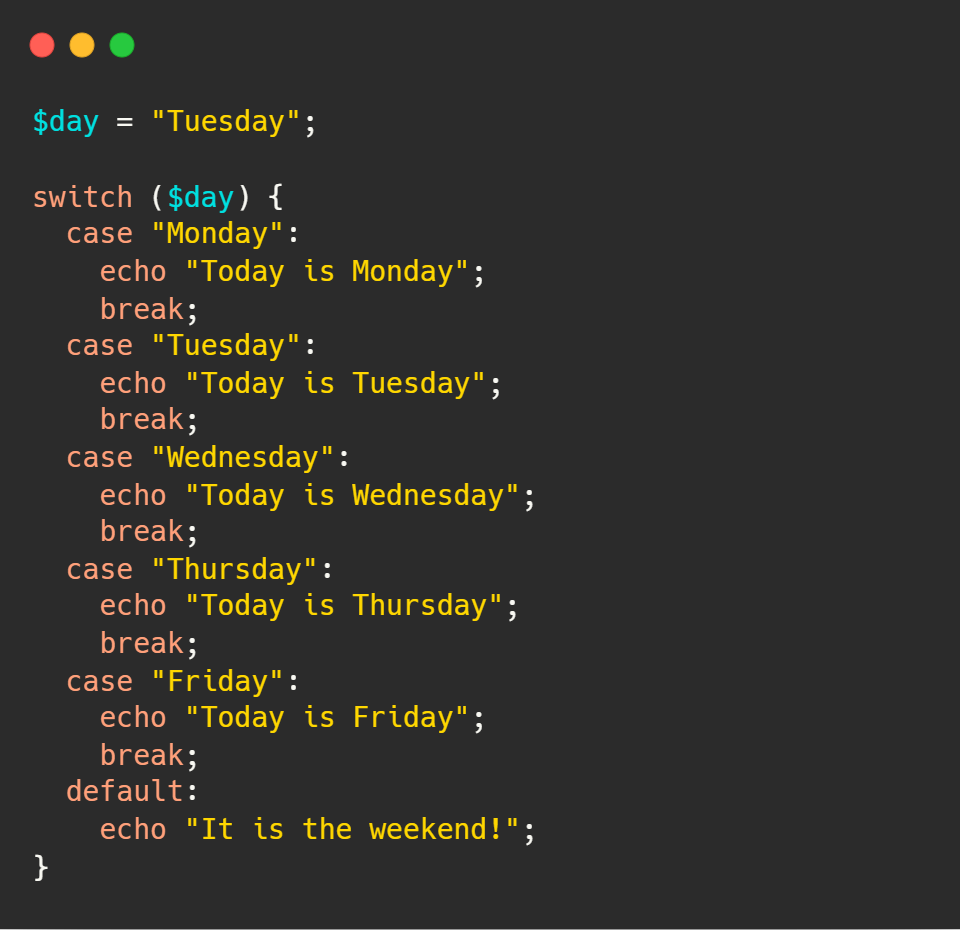 $day = "Tuesday";

switch ($day) {
  case "Monday":
    echo "Today is Monday";
    break;
  case "Tuesday":
    echo "Today is Tuesday";
    break;
  case "Wednesday":
    echo "Today is Wednesday";
    break;
  case "Thursday":
    echo "Today is Thursday";
    break;
  case "Friday":
    echo "Today is Friday";
    break;
  default:
    echo "It is the weekend!";
}